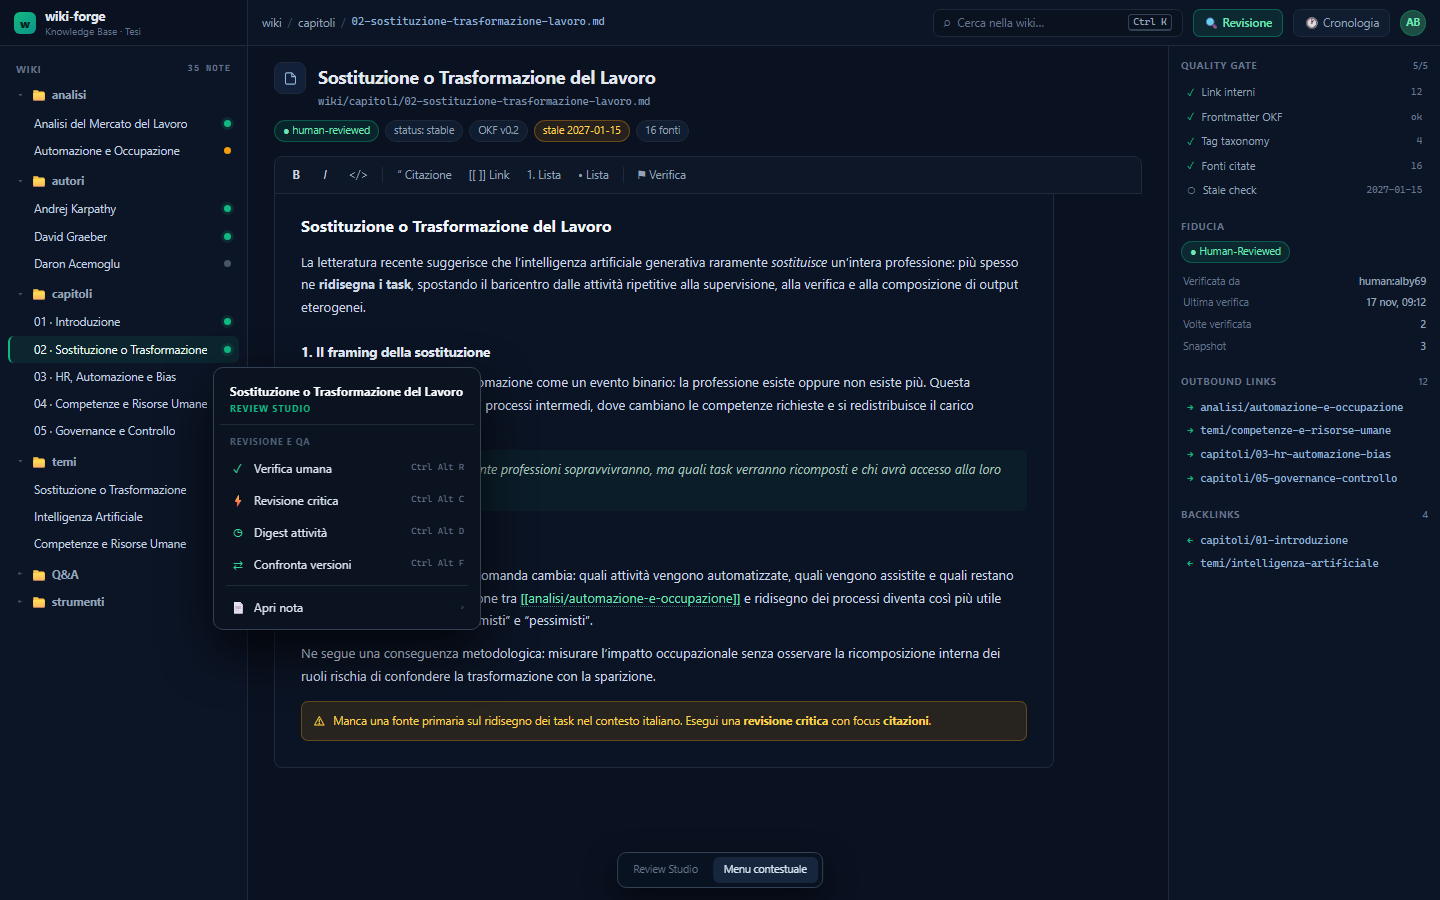 w
wiki-forge
Knowledge Base · Tesi
wiki / capitoli / 02-sostituzione-trasformazione-lavoro.md
Cerca nella wiki...
Ctrl K
Revisione
Cronologia
AB
WIKI
35 NOTE
analisi
Analisi del Mercato del Lavoro
Automazione e Occupazione
autori
Andrej Karpathy
David Graeber
Daron Acemoglu
capitoli
01 · Introduzione
02 · Sostituzione o Trasformazione
03 · HR, Automazione e Bias
04 · Competenze e Risorse Umane
05 · Governance e Controllo
temi
Sostituzione o Trasformazione
Intelligenza Artificiale
Competenze e Risorse Umane
Q&A
strumenti
Sostituzione o Trasformazione del Lavoro
wiki/capitoli/02-sostituzione-trasformazione-lavoro.md
● human-reviewed
status: stable
OKF v0.2
stale 2027-01-15
16 fonti
B
I
</>
“ Citazione
[[ ]] Link
1. Lista
• Lista
⚑ Verifica
Sostituzione o Trasformazione del Lavoro
La letteratura recente suggerisce che l’intelligenza artificiale generativa raramente sostituisce un’intera professione: più spesso
ne ridisegna i task, spostando il baricentro dalle attività ripetitive alla supervisione, alla verifica e alla composizione di output
eterogenei.
1. Il framing della sostituzione
omazione come un evento binario: la professione esiste oppure non esiste più. Questa
processi intermedi, dove cambiano le competenze richieste e si redistribuisce il carico
nte professioni sopravvivranno, ma quali task verranno ricomposti e chi avrà accesso alla loro
omanda cambia: quali attività vengono automatizzate, quali vengono assistite e quali restano
one tra [[analisi/automazione-e-occupazione]] e ridisegno dei processi diventa così più utile
misti” e “pessimisti”.
Ne segue una conseguenza metodologica: misurare l’impatto occupazionale senza osservare la ricomposizione interna dei
ruoli rischia di confondere la trasformazione con la sparizione.
⚠ Manca una fonte primaria sul ridisegno dei task nel contesto italiano. Esegui una revisione critica con focus citazioni.
Sostituzione o Trasformazione del Lavoro
REVIEW STUDIO
REVISIONE E QA
✓ Verifica umana
Ctrl Alt R
Revisione critica
Ctrl Alt C
Digest attività
Ctrl Alt D
⇄ Confronta versioni
Ctrl Alt F
Apri nota
Review Studio
Menu contestuale
QUALITY GATE
5/5
✓ Link interni
12
✓ Frontmatter OKF
ok
✓ Tag taxonomy
4
✓ Fonti citate
16
○ Stale check
2027-01-15
FIDUCIA
● Human-Reviewed
Verificata da
human:alby69
Ultima verifica
17 nov, 09:12
Volte verificata
2
Snapshot
3
OUTBOUND LINKS
12
→ analisi/automazione-e-occupazione
→ temi/competenze-e-risorse-umane
→ capitoli/03-hr-automazione-bias
→ capitoli/05-governance-controllo
BACKLINKS
4
← capitoli/01-introduzione
← temi/intelligenza-artificiale